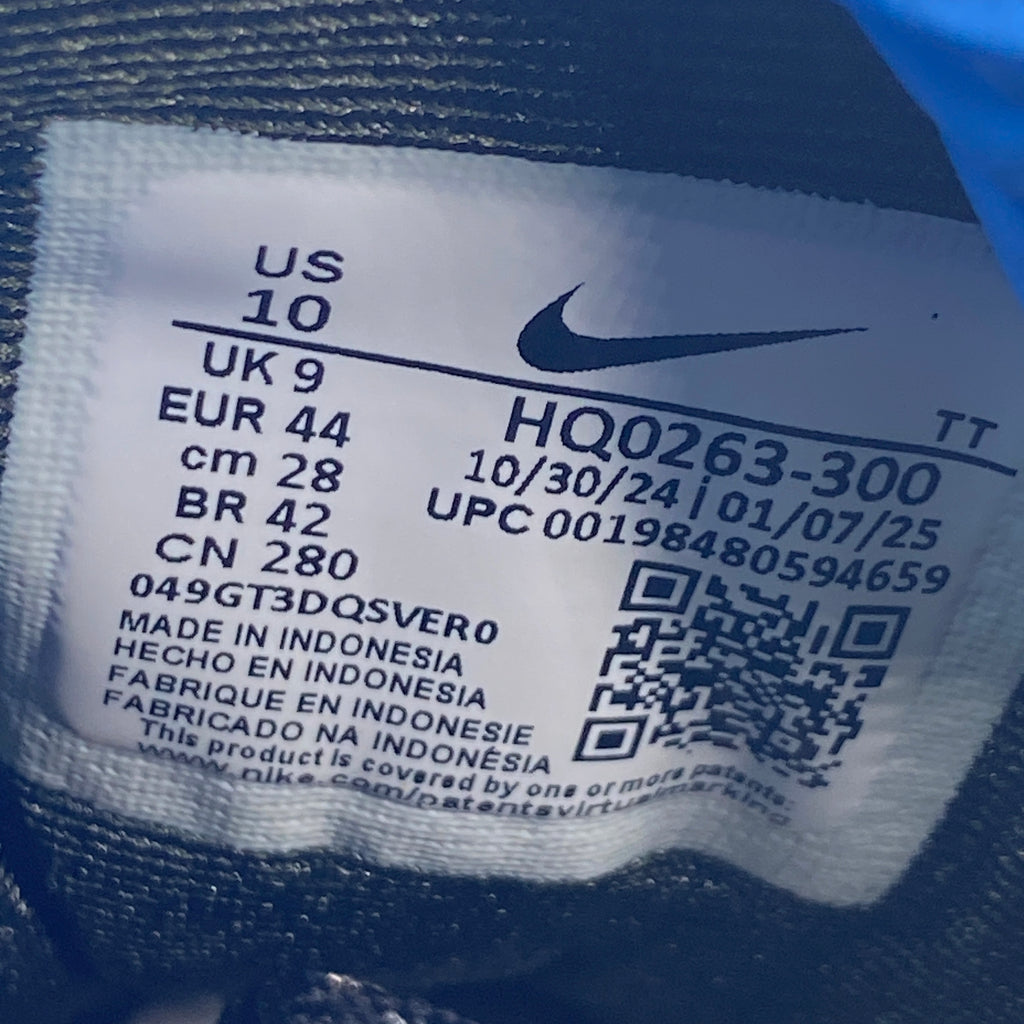 US
10
UK 9
EUR 44
cm 28
BR 42
CN 280
049GT3DQSVER0
MADE IN INDONESIA
HECHO EN INDONESIA
FABRIQUE EN INDONESIE
FABRICADO NA INDONÉSIA
This product is covered by one or more patents:
www.nike.com/patentsvirtualmarking
TT
HQ0263-300
10/30/24 ¡ 01/07/25
UPC 00198480594659